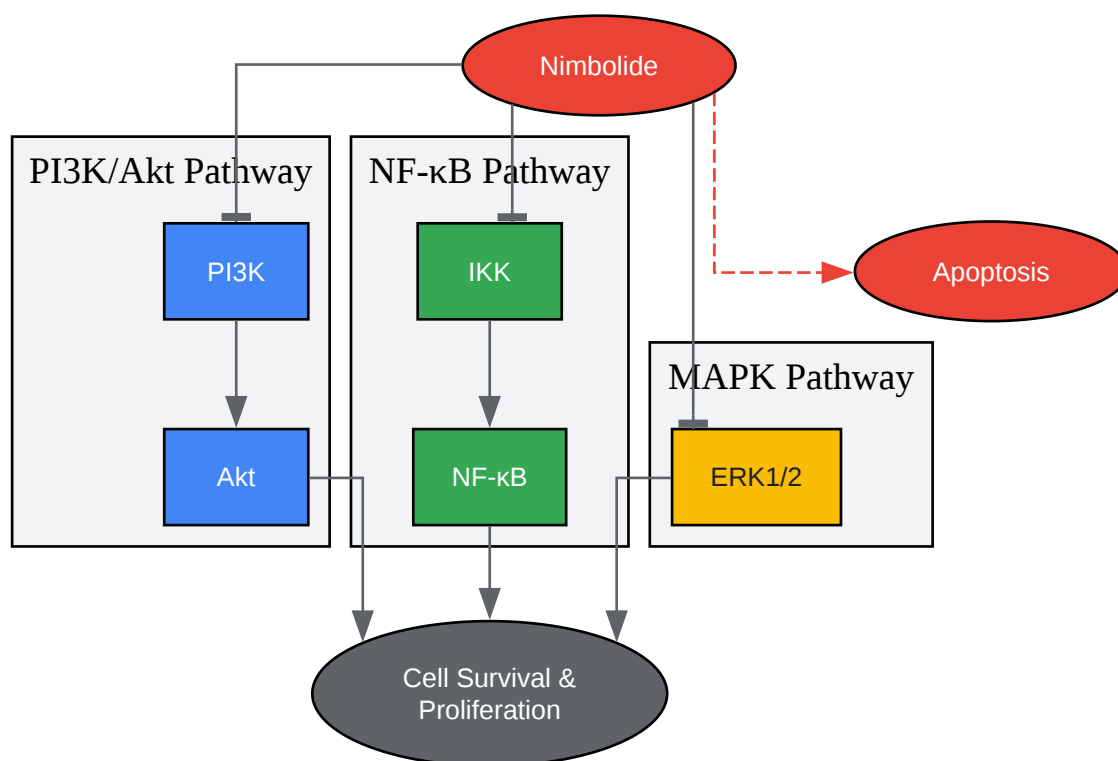 Nimbolide
PI3K/Akt Pathway
NF-κB Pathway
PI3K
IKK
Apoptosis
MAPK Pathway
Akt
NF-κB
ERK1/2
Cell Survival &
Proliferation